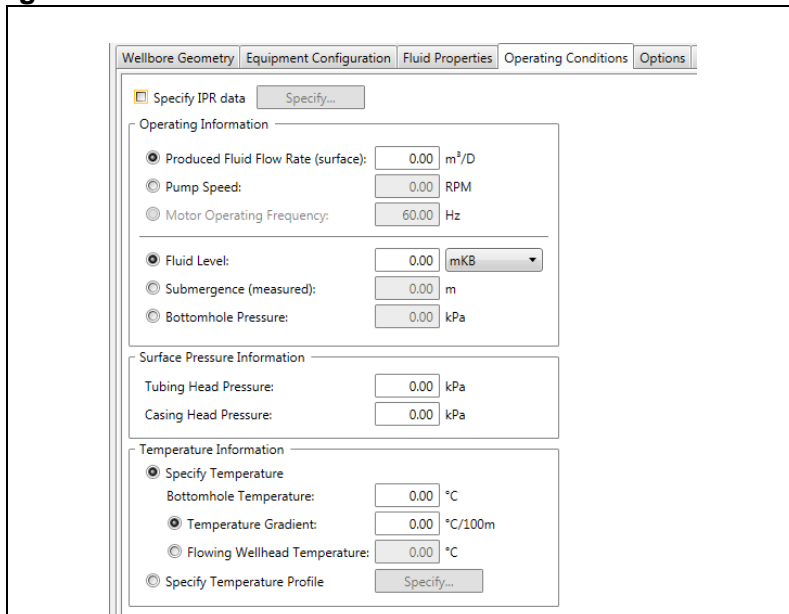 Wellbore Geometry Equipment Configuration Fluid Properties Operating Conditions Options
Specify IPR data Specify...
Operating Information
Produced Fluid Flow Rate (surface): 0.00 m³/D
Pump Speed: 0.00 RPM
Motor Operating Frequency: 60.00 Hz
Fluid Level: 0.00 mKB
Submergence (measured): 0.00 m
Bottomhole Pressure: 0.00 kPa
Surface Pressure Information
Tubing Head Pressure: 0.00 kPa
Casing Head Pressure: 0.00 kPa
Temperature Information
Specify Temperature
Bottomhole Temperature: 0.00 °C
Temperature Gradient: 0.00 °C/100m
Flowing Wellhead Temperature: 0.00 °C
Specify Temperature Profile Specify...